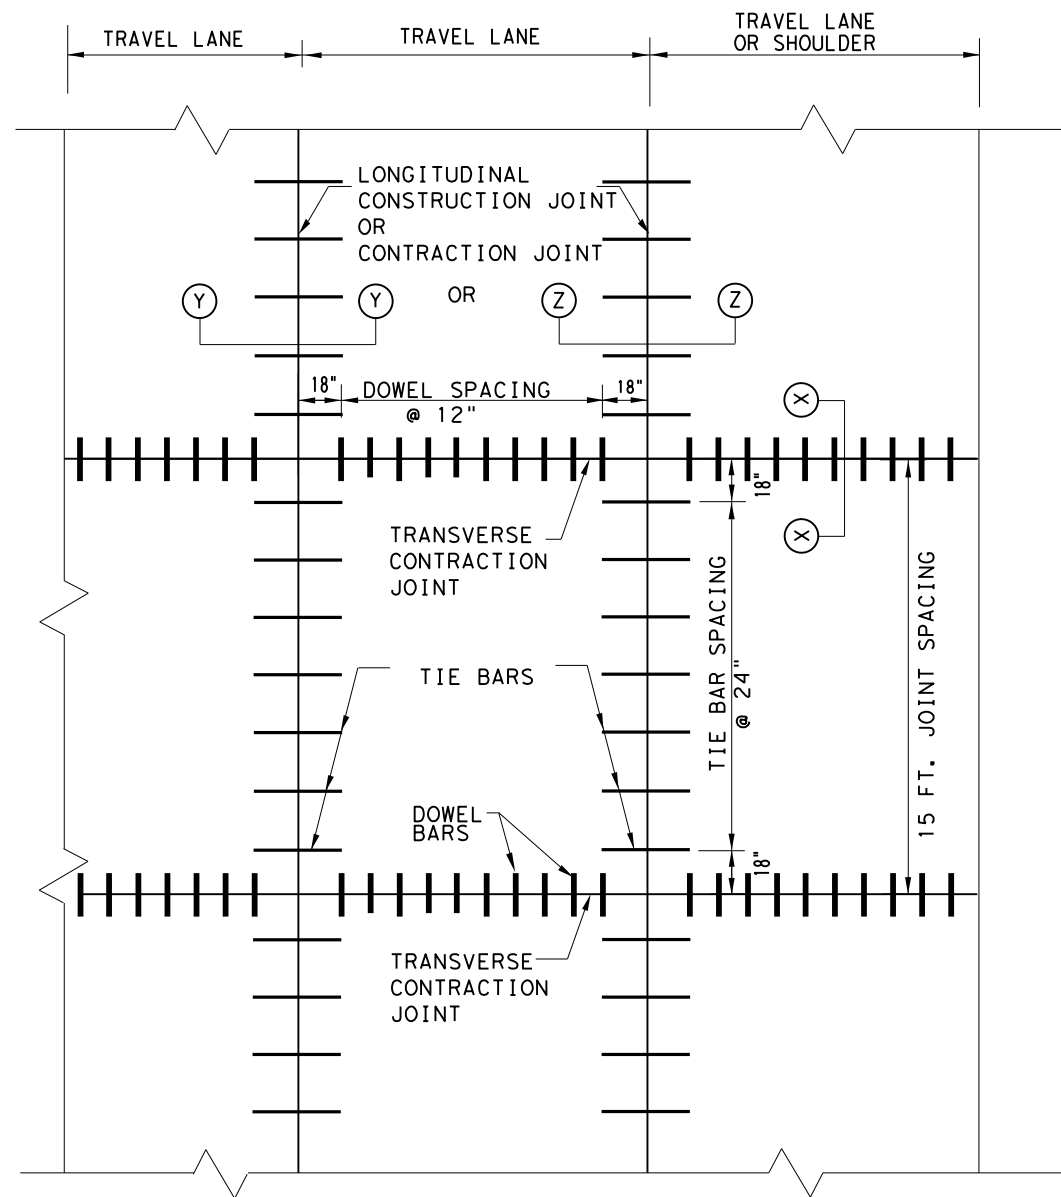 TRAVEL LANE
TRAVEL LANE
TRAVEL LANE
OR SHOULDER
LONGITUDINAL
CONSTRUCTION JOINT
OR
CONTRACTION JOINT
Y
Y
OR
Z
Z
18"
DOWEL SPACING
@ 12"
18"
X
18"
X
TRANSVERSE
CONTRACTION
JOINT
TIE BAR SPACING
@ 24"
15 FT. JOINT SPACING
TIE BARS
DOWEL
BARS
18"
TRANSVERSE
CONTRACTION
JOINT